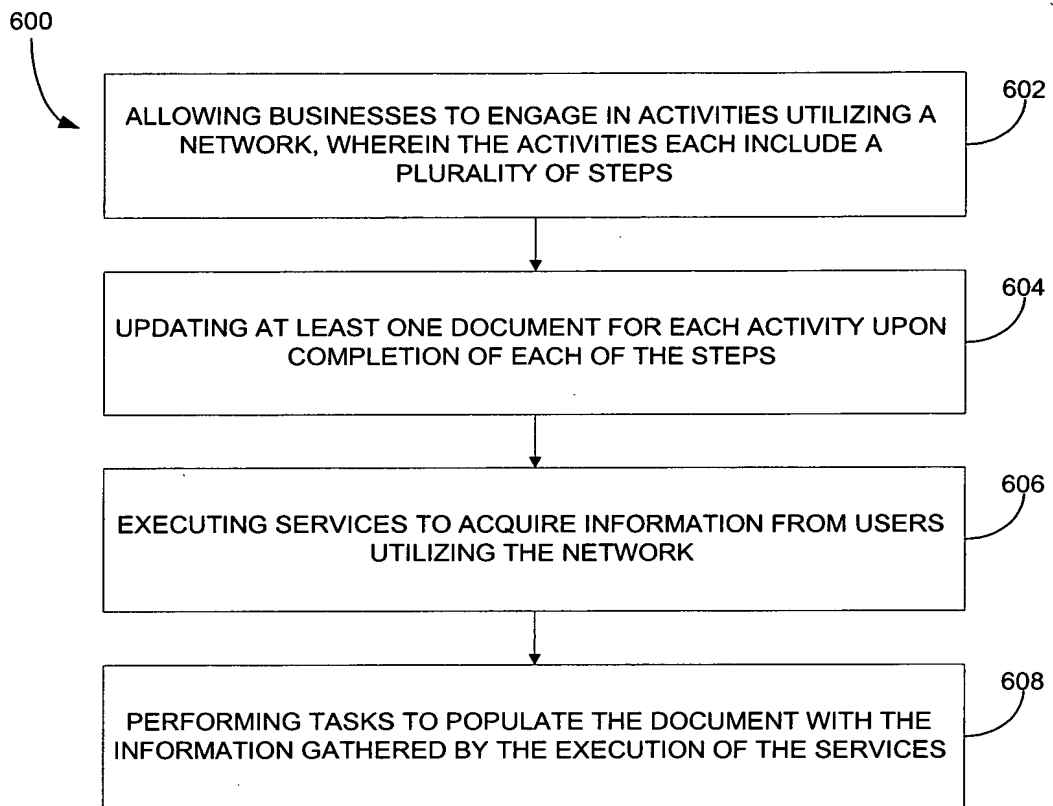 600
602
ALLOWING BUSINESSES TO ENGAGE IN ACTIVITIES UTILIZING A
NETWORK, WHEREIN THE ACTIVITIES EACH INCLUDE A
PLURALITY OF STEPS
604
UPDATING AT LEAST ONE DOCUMENT FOR EACH ACTIVITY UPON
COMPLETION OF EACH OF THE STEPS
606
EXECUTING SERVICES TO ACQUIRE INFORMATION FROM USERS
UTILIZING THE NETWORK
608
PERFORMING TASKS TO POPULATE THE DOCUMENT WITH THE
INFORMATION GATHERED BY THE EXECUTION OF THE SERVICES